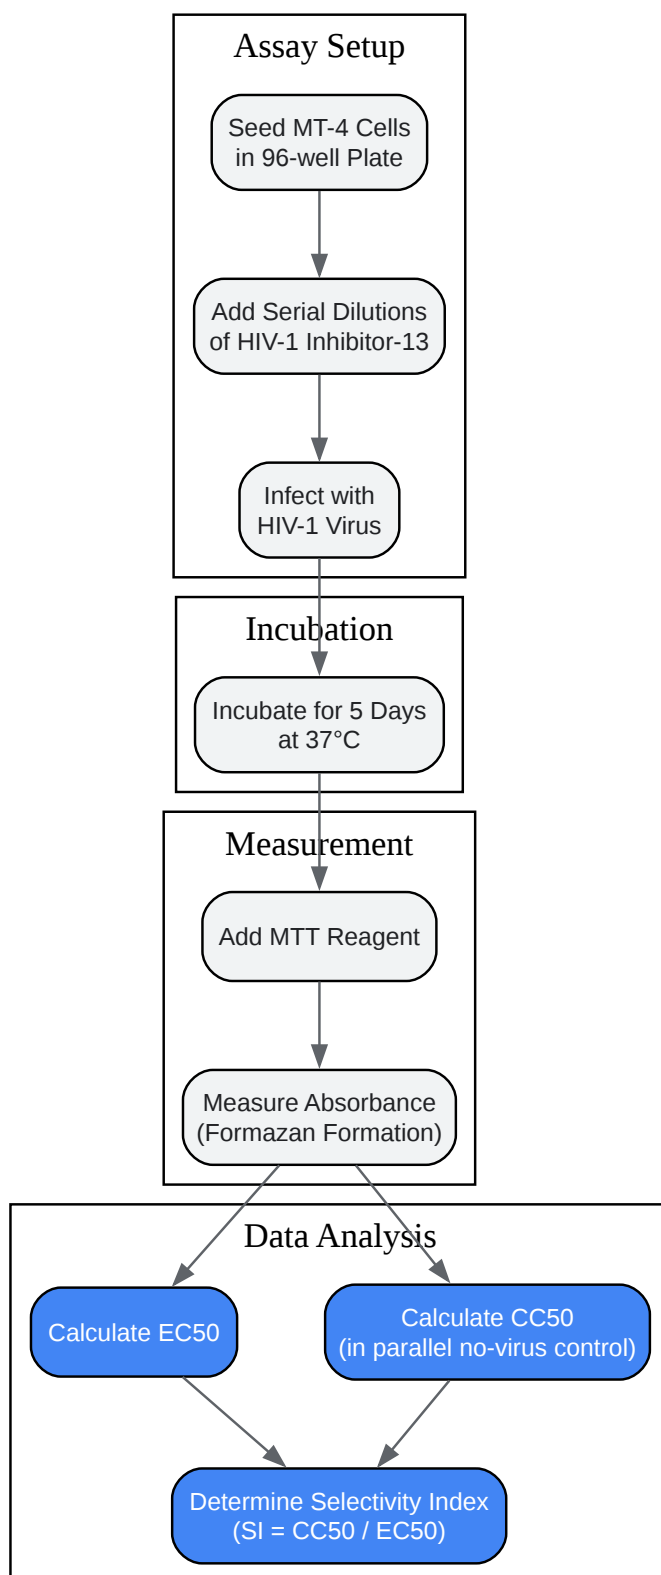 Assay Setup
Seed MT-4 Cells
in 96-well Plate
Add Serial Dilutions
of HIV-1 Inhibitor-13
Infect with
HIV-1 Virus
Incubation
Incubate for 5 Days
at 37°C
Measurement
Add MTT Reagent
Measure Absorbance
(Formazan Formation)
Data Analysis
Calculate EC50
Calculate CC50
(in parallel no-virus control)
Determine Selectivity Index
(SI = CC50 / EC50)